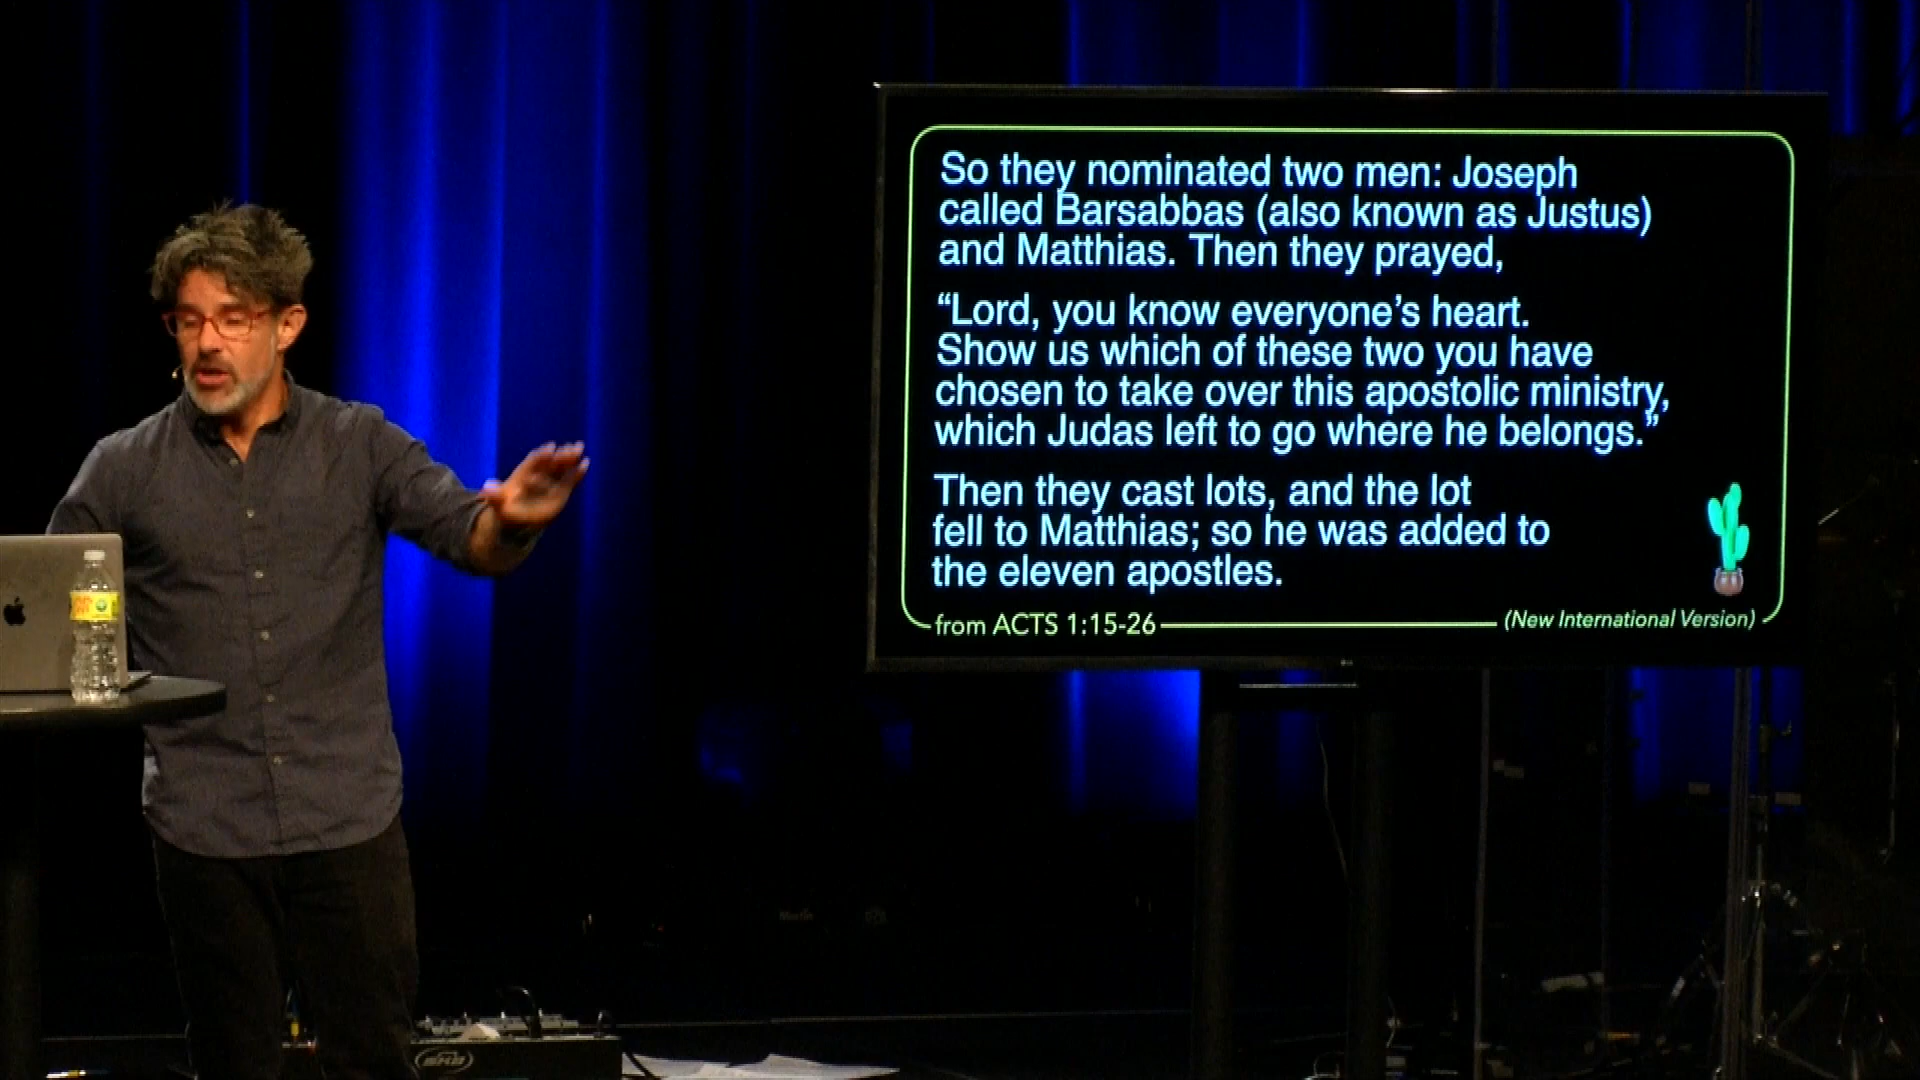 So they nominated two men: Joseph
called Barsabbas (also known as Justus)
and Matthias. Then they prayed,
“Lord, you know everyone’s heart.
Show us which of these two you have
chosen to take over this apostolic ministry,
which Judas left to go where he belongs.”
Then they cast lots, and the lot
fell to Matthias; so he was added to
the eleven apostles.
from ACTS 1:15-26
(New International Version)